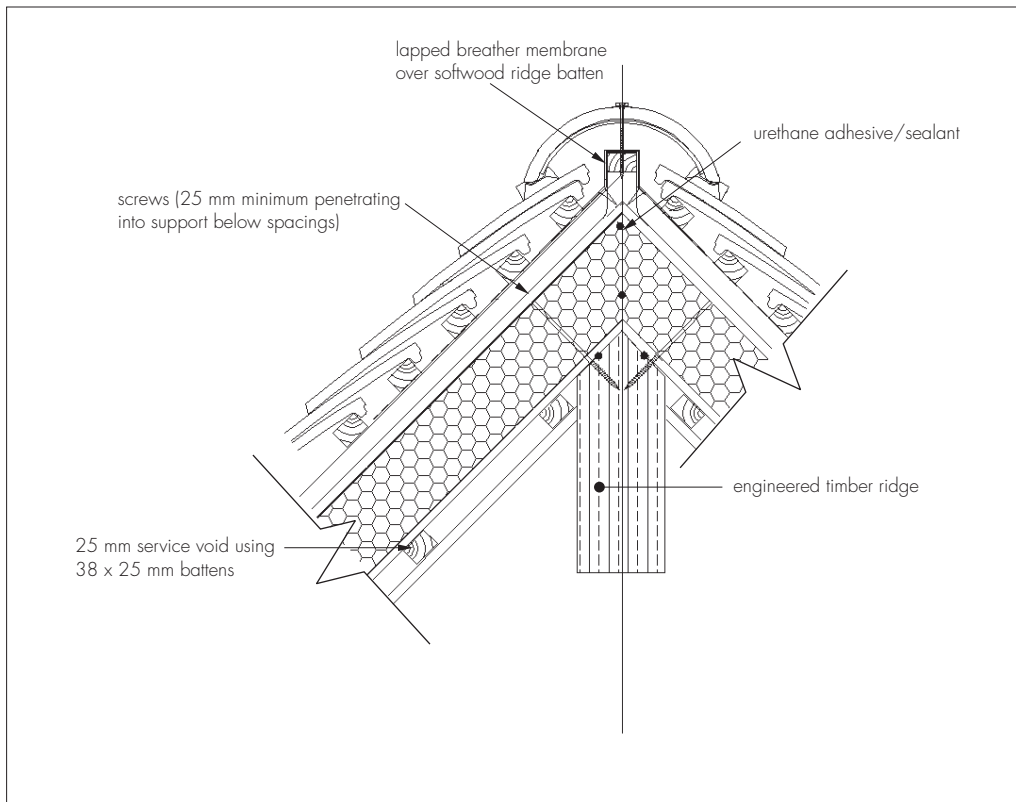 lapped breather membrane
over softwood ridge batten
urethane adhesive/sealant
screws (25 mm minimum penetrating
into support below spacings)
engineered timber ridge
25 mm service void using
38 x 25 mm battens